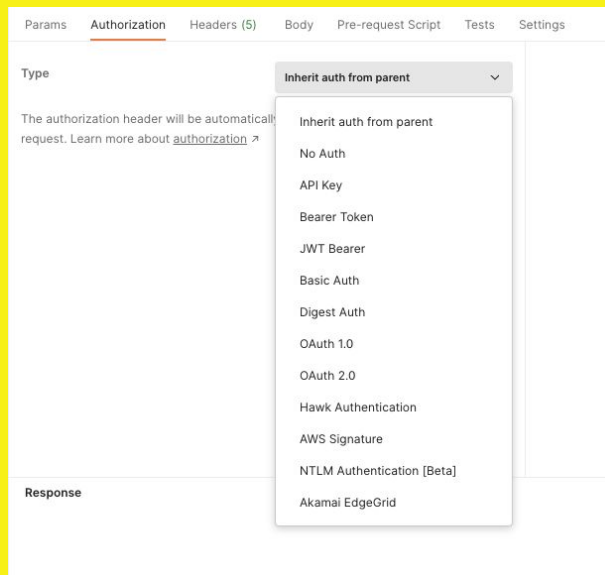 Params Authorization Headers (5) Body Pre-request Script Tests Settings
Type
Inherit auth from parent
The authorization header will be automatically
request. Learn more about authorization ↗
Inherit auth from parent
No Auth
API Key
Bearer Token
JWT Bearer
Basic Auth
Digest Auth
OAuth 1.0
OAuth 2.0
Hawk Authentication
AWS Signature
NTLM Authentication [Beta]
Akamai EdgeGrid
Response